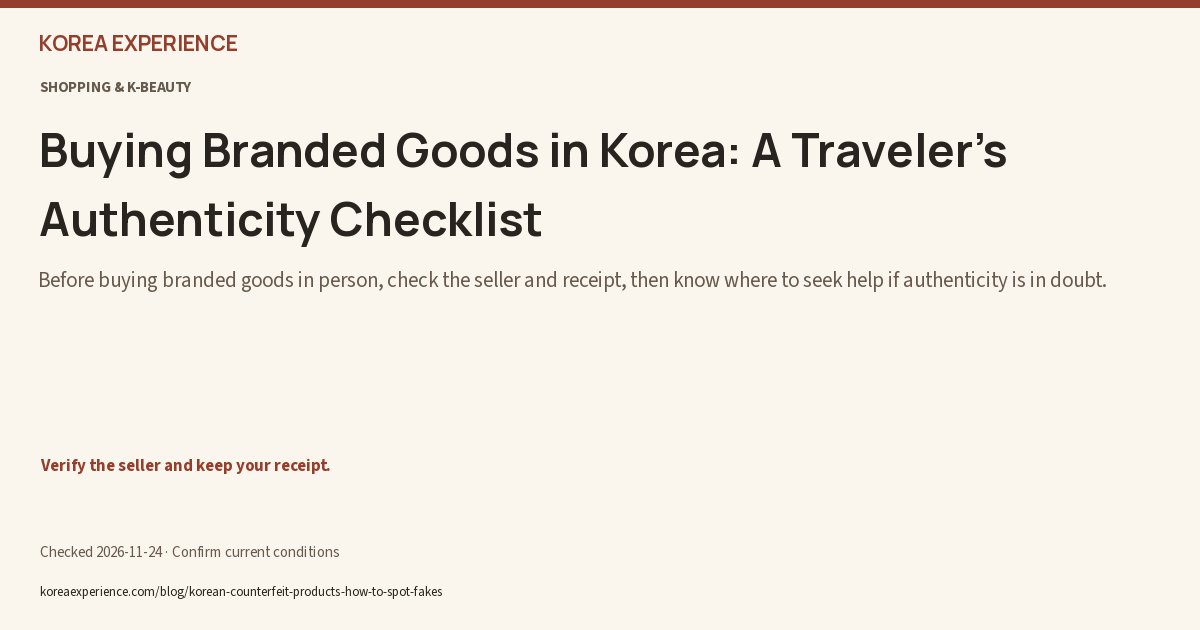 KOREA EXPERIENCE
SHOPPING & K-BEAUTY
Buying Branded Goods in Korea: A Traveler’s
Authenticity Checklist
Before buying branded goods in person, check the seller and receipt, then know where to seek help if authenticity is in doubt.
Verify the seller and keep your receipt.
Checked 2026-11-24 · Confirm current conditions
koreaexperience.com/blog/korean-counterfeit-products-how-to-spot-fakes